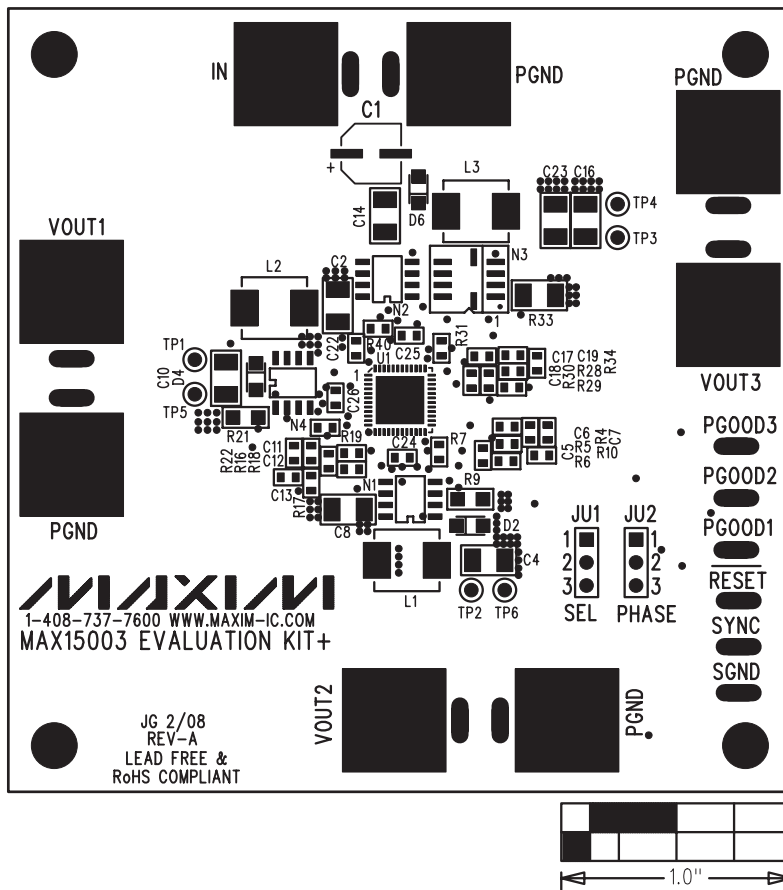 IN
PGND
PGND
C1
+
L3
C23 C16
TP4
TP3
C14
D6
VOUT1
L2
C2
N3
N2
1
R33
TP1
C22
R40
C25
R31
U1
C17 C19
R34
C18
R30
R28
R29
C10
D4
1
TP5
C26
VOUT3
R21
N4
R19
R7
C6
R4
C7
C5
R5
R10
R6
PGOOD3
C11
C12
R22
R16
R18
C24
PGOOD2
C13
R17
N1
R9
JU1
JU2
PGOOD1
PGND
C8
D2
1
2
3
1
2
3
C4
RESET
L1
MAXIM
TP2
TP6
SEL
PHASE
1-408-737-7600 WWW.MAXIM-IC.COM
MAX15003 EVALUATION KIT+
SYNC
SGND
VOUT2
PGND
JG 2/08
REV-A
LEAD FREE &
RoHS COMPLIANT
1.0"